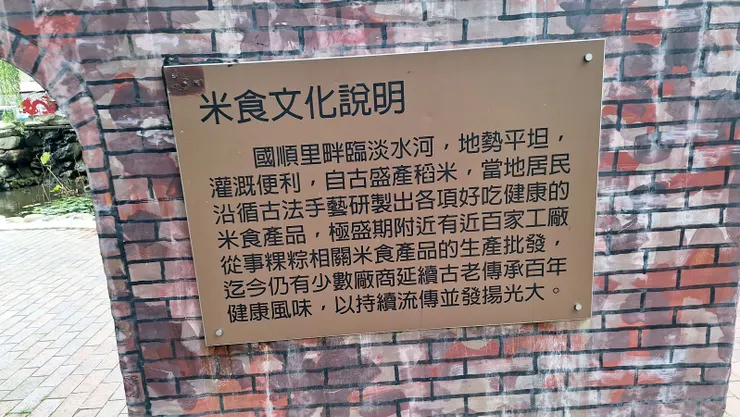 米食文化說明
國順里畔臨淡水河，地勢平坦，
灌溉便利，自古盛產稻米，當地居民
沿循古法手藝研製出各項好吃健康的
米食產品，極盛期附近有近百家工廠
從事粿粽相關米食產品的生產批發，
迄今仍有少數廠商延續古老傳承百年
健康風味，以持續流傳並發揚光大。